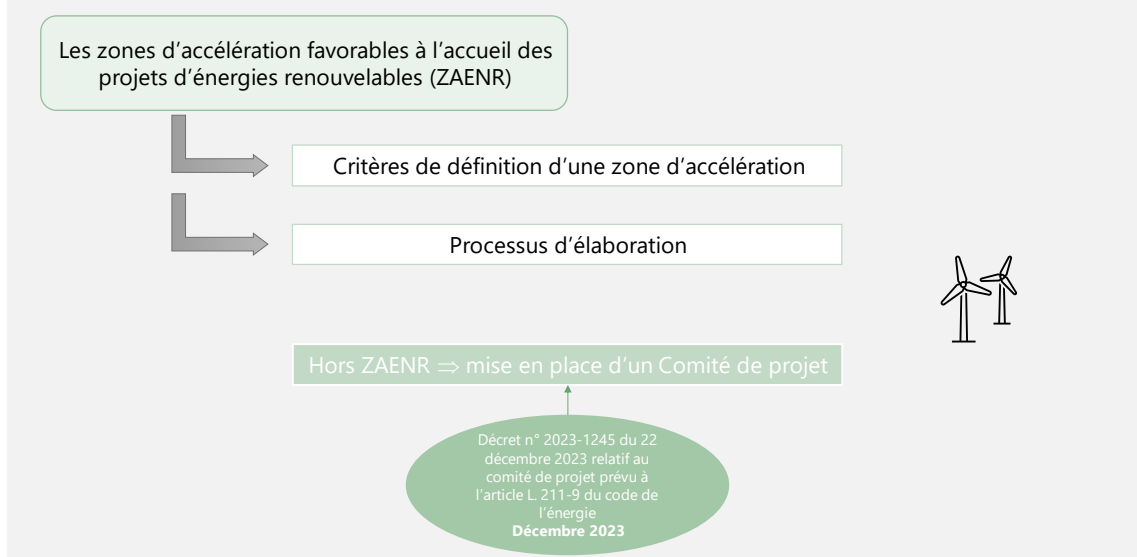 Les zones d’accélération favorables à l’accueil des
projets d’énergies renouvelables (ZAENR)
Critères de définition d’une zone d’accélération
Processus d’élaboration
Hors ZAENR ⇒ mise en place d’un Comité de projet
Décret n° 2023-1245 du 22
décembre 2023 relatif au
comité de projet prévu à
l’article L. 211-9 du code de
l’énergie
Décembre 2023